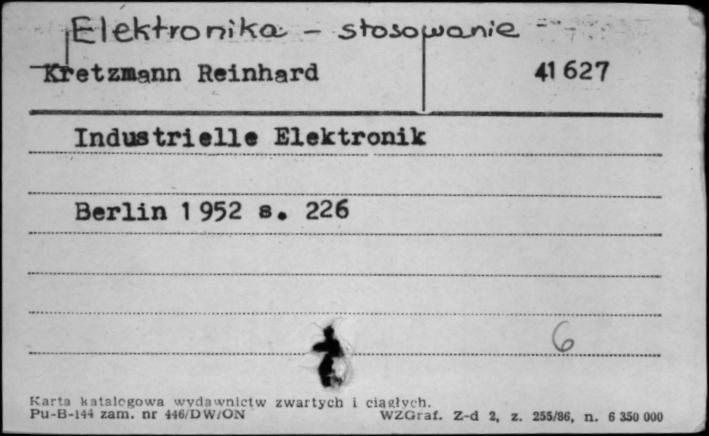 Elektronika - stosowanie
Kretzmann Reinhard 41 627
Industrielle Elektronik
Berlin 1952 s. 226
6
Karta katalogowa wydawnictw zwartych i ciągłych.
Pu-B-144 zam. nr 446/DW/ON WZGraf. Z-d 2, z. 255/86, n. 6 350 000